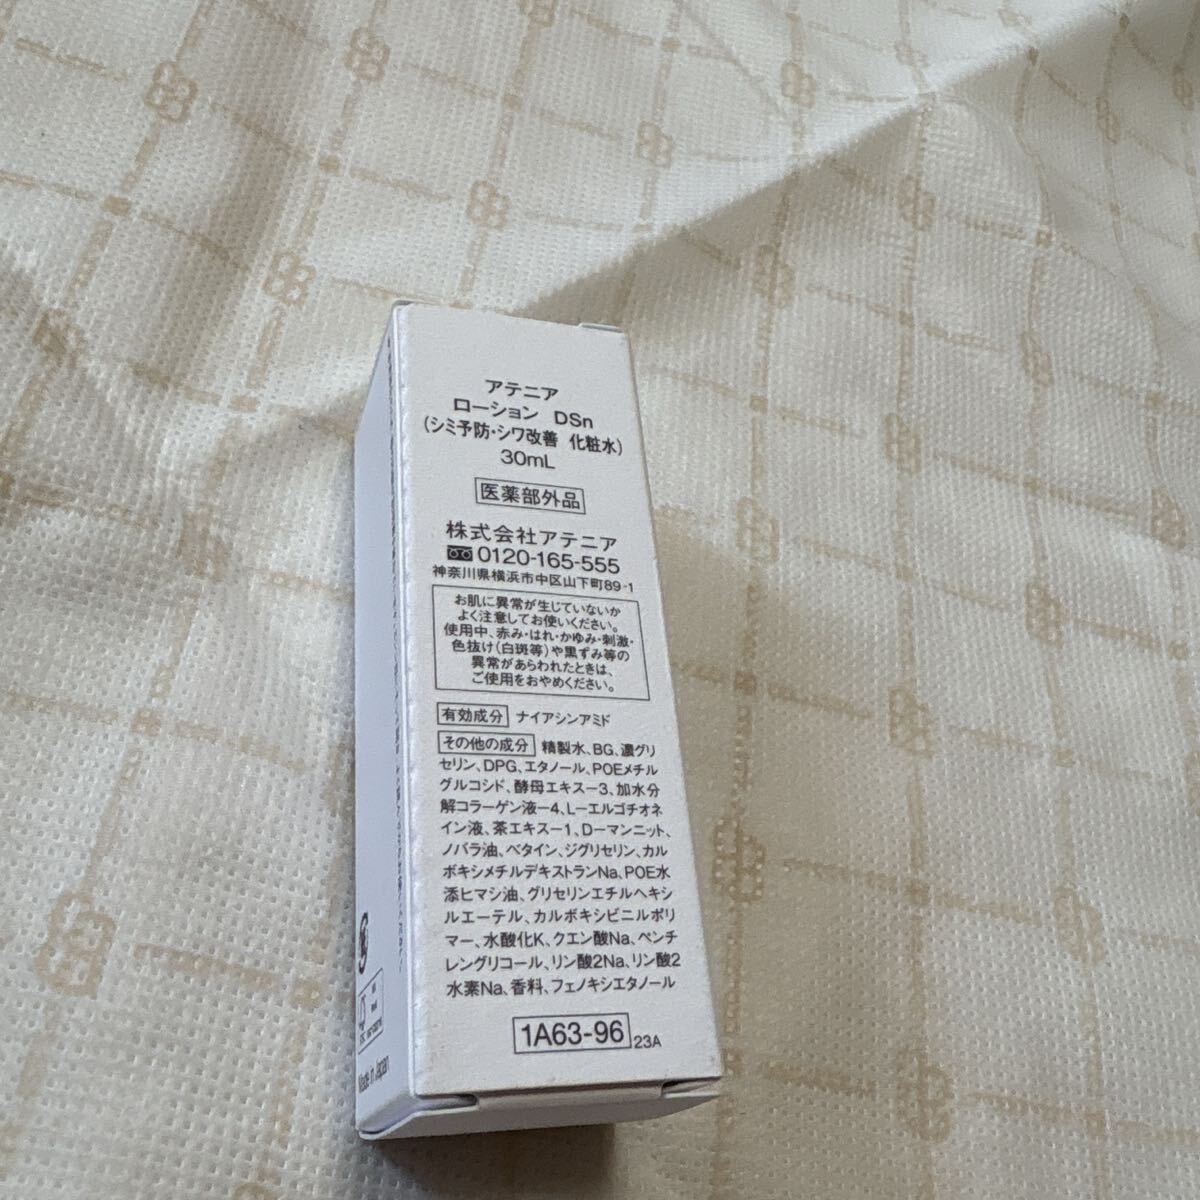 アテニア
ローション DSn
(シミ予防・シワ改善 化粧水)
30mL
医薬部外品
株式会社アテニア
0120-165-555
神奈川県横浜市中区山下町89-1
お肌に異常が生じていないか
よく注意してお使いください。
使用中、赤み・はれ・かゆみ・刺激・
色抜け(白斑等)や黒ずみ等の
異常があらわれたときは、
ご使用をおやめください。
有効成分 ナイアシンアミド
その他の成分 精製水、BG、濃グリ
セリン、DPG、エタノール、POEメチル
グルコシド、酵母エキス-3、加水分
解コラーゲン液-4、L-エルゴチオネ
イン液、茶エキス-1、D-マンニット、
ノバラ油、ベタイン、ジグリセリン、カル
ボキシメチルデキストランNa、POE水
添ヒマシ油、グリセリンエチルヘキシ
ルエーテル、カルボキシビニルポリ
マー、水酸化K、クエン酸Na、ペンチ
レングリコール、リン酸2Na、リン酸2
水素Na、香料、フェノキシエタノール
1A63-96
23A
Made in Japan